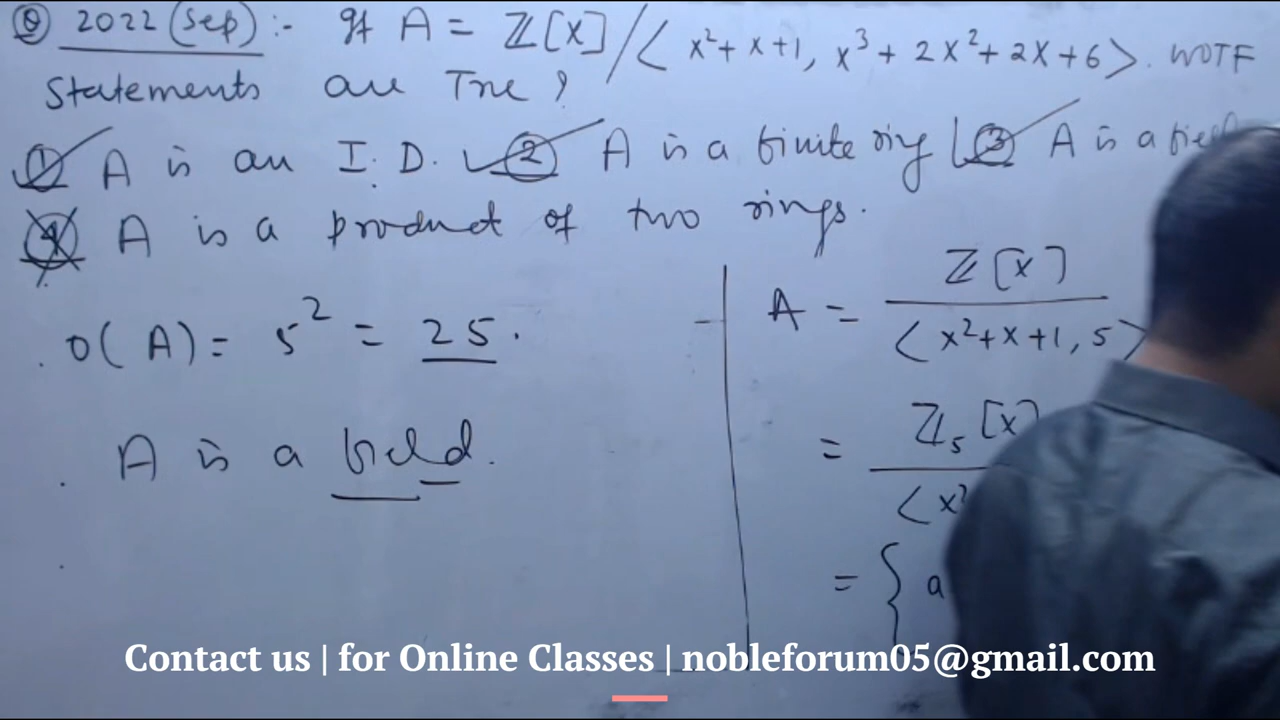 Q 2022 (Sep) :- If A = ℤ[x] / ⟨ x² + x + 1, x³ + 2x² + 2x + 6 ⟩. WOTF
Statements are True ?
① A is an I.D. ② A is a finite ring ③ A is a
④ A is a product of two rings.
O(A) = 5² = 25.
A is a field.
A = ℤ[x]
⟨ x² + x + 1, 5 ⟩
= ℤ₅[x]
⟨ x²
= { a
Contact us | for Online Classes | nobleforum05@gmail.com